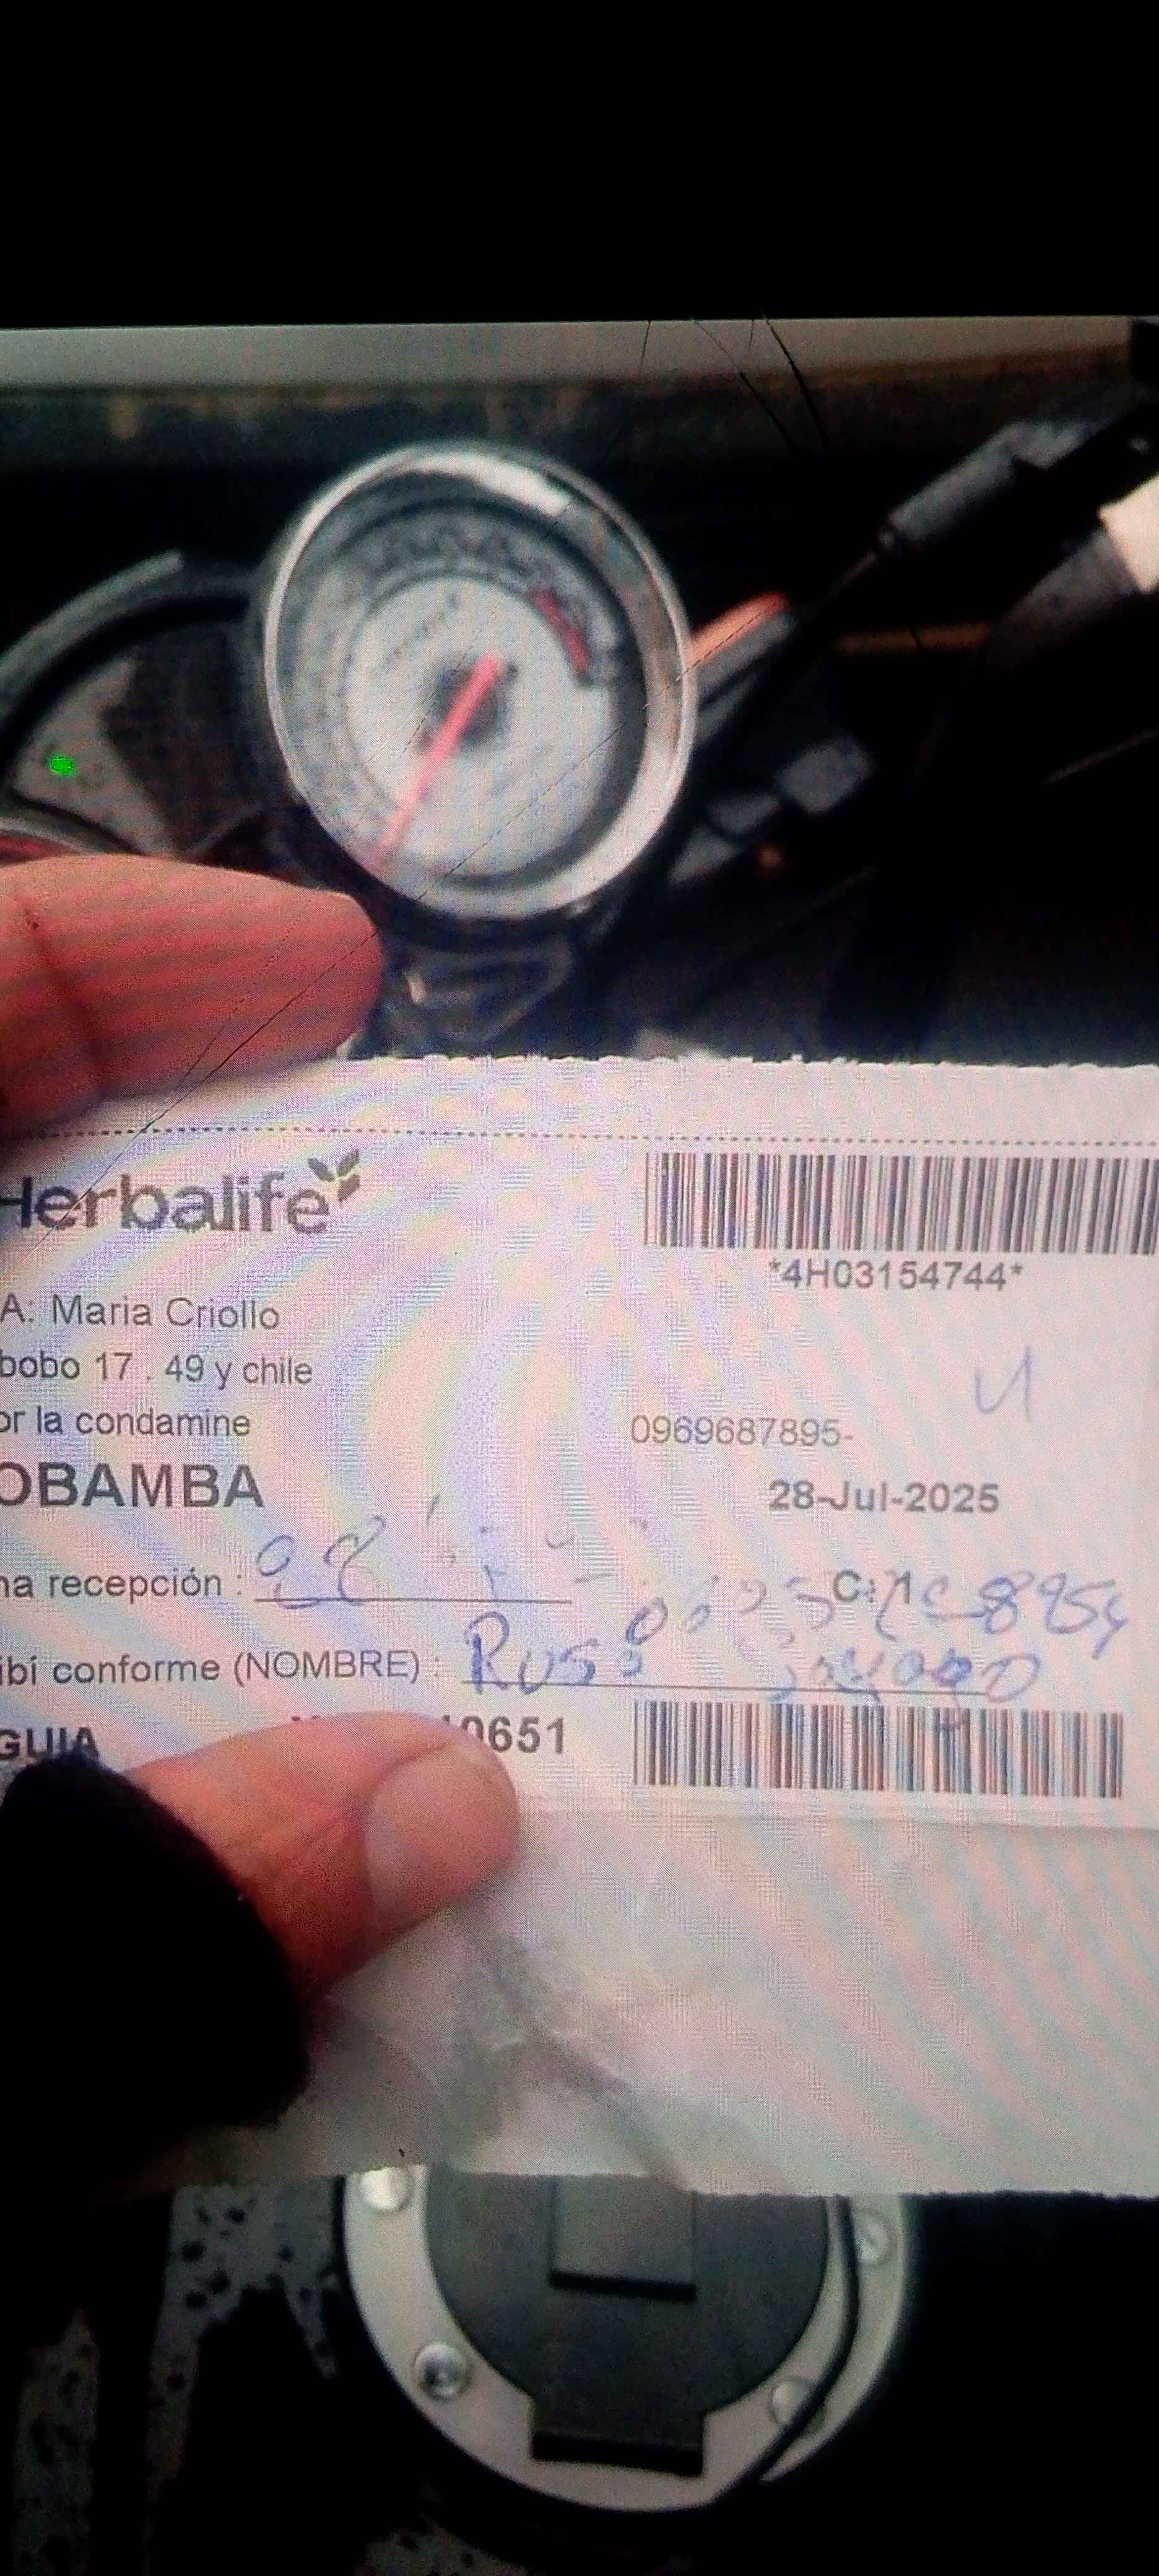 Herbalife
*4H03154744*
A: Maria Criollo
bobo 17 . 49 y chile
or la condamine
0969687895-
OBAMBA
28-Jul-2025
na recepción :
C:
ibí conforme (NOMBRE) : Rosa
GUIA 0651